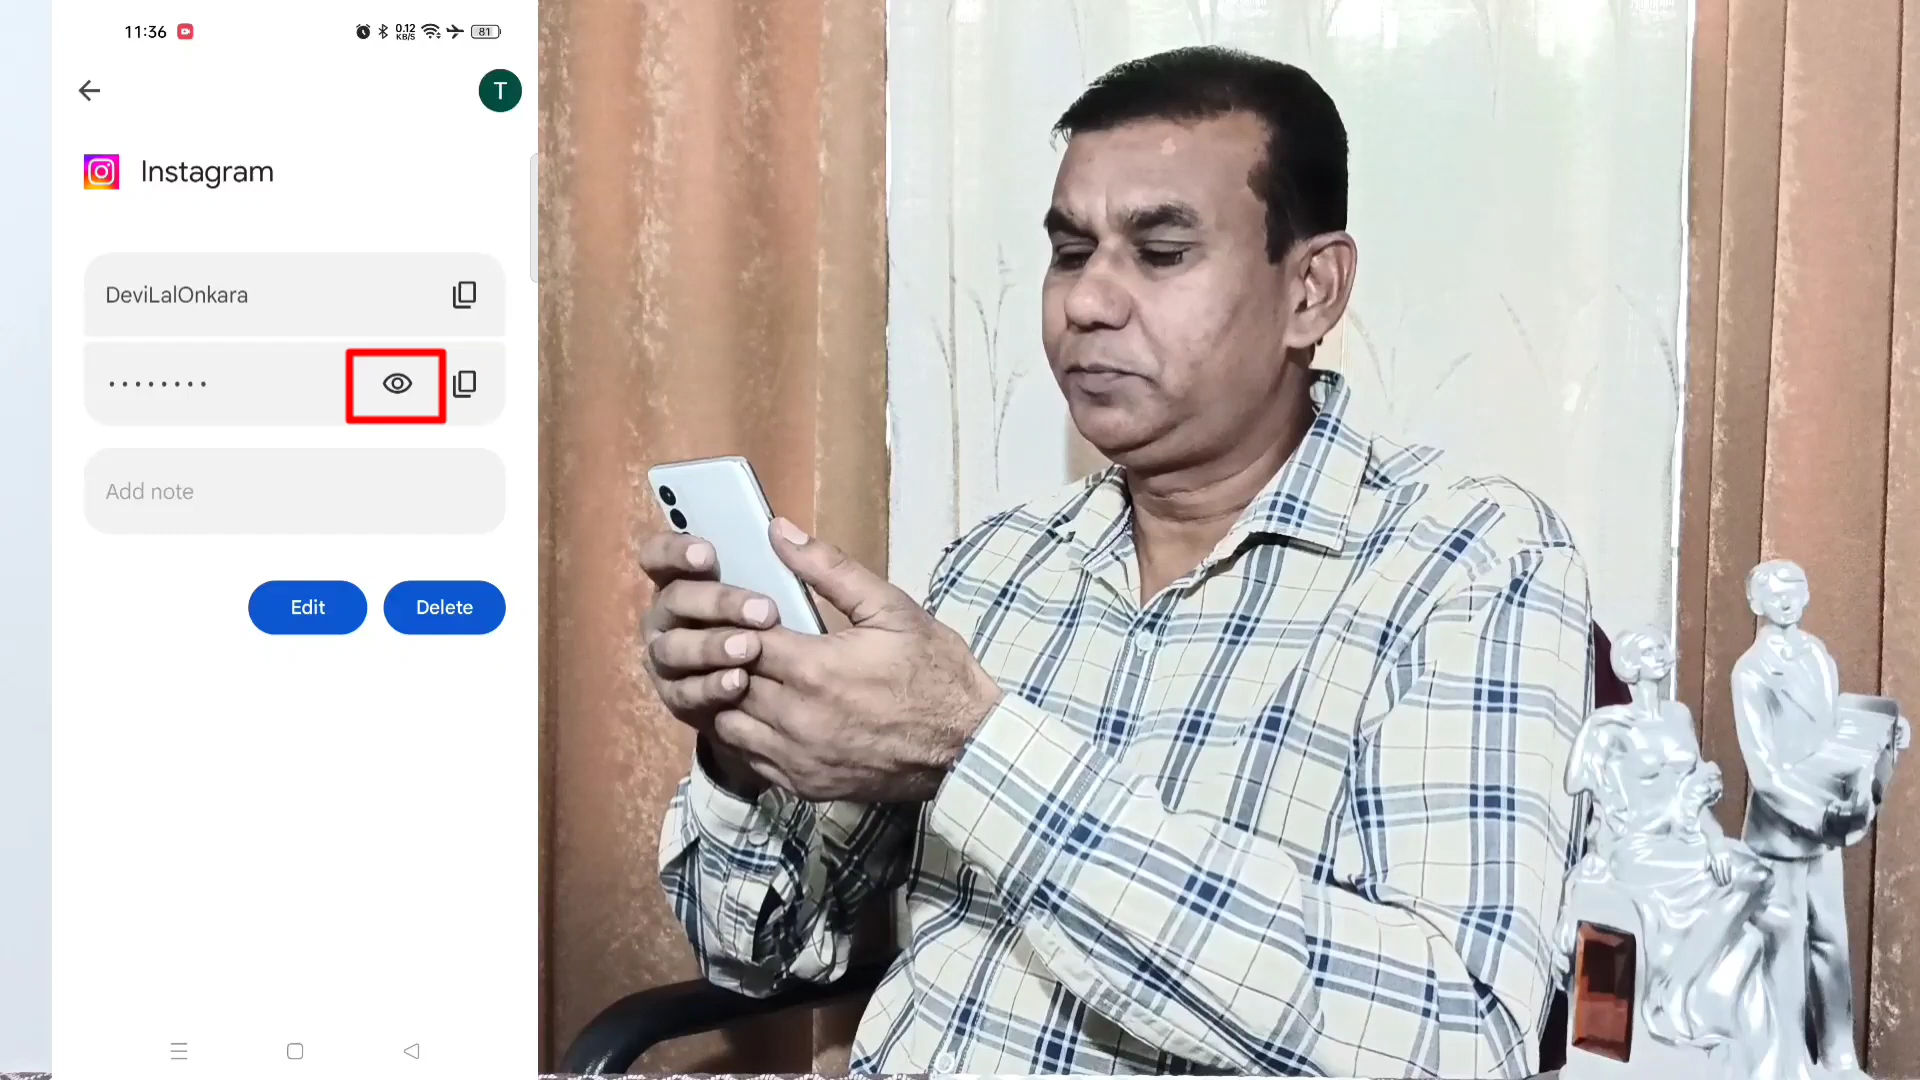 11:36
0.12
KB/S
81
T
Instagram
DeviLalOnkara
........
Add note
Edit
Delete